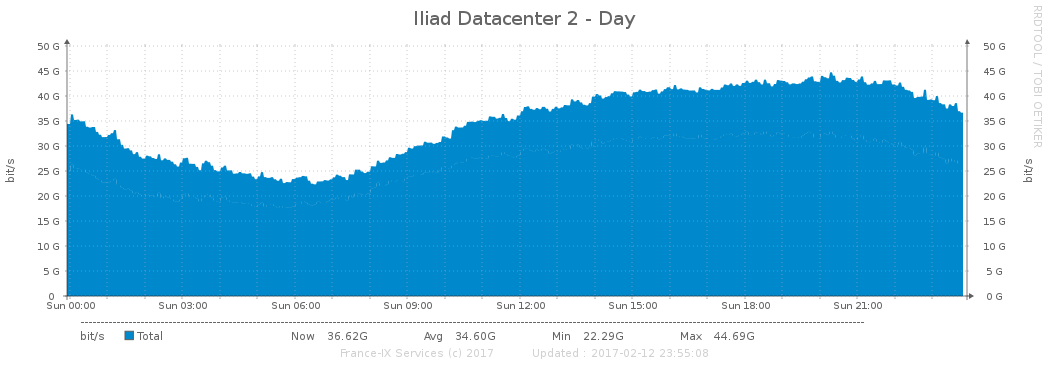 Iliad Datacenter 2 - Day
RRDTOOL / TOBI OETIKER
50 G 50 G
45 G 45 G
40 G 40 G
35 G 35 G
30 G 30 G
25 G 25 G
20 G 20 G
15 G 15 G
10 G 10 G
5 G 5 G
0 0 G
bit/s bit/s
Sun 00:00 Sun 03:00 Sun 06:00 Sun 09:00 Sun 12:00 Sun 15:00 Sun 18:00 Sun 21:00
bit/s Total Now 36.62G Avg 34.60G Min 22.29G Max 44.69G
France-IX Services (c) 2017 Updated : 2017-02-12 23:55:08